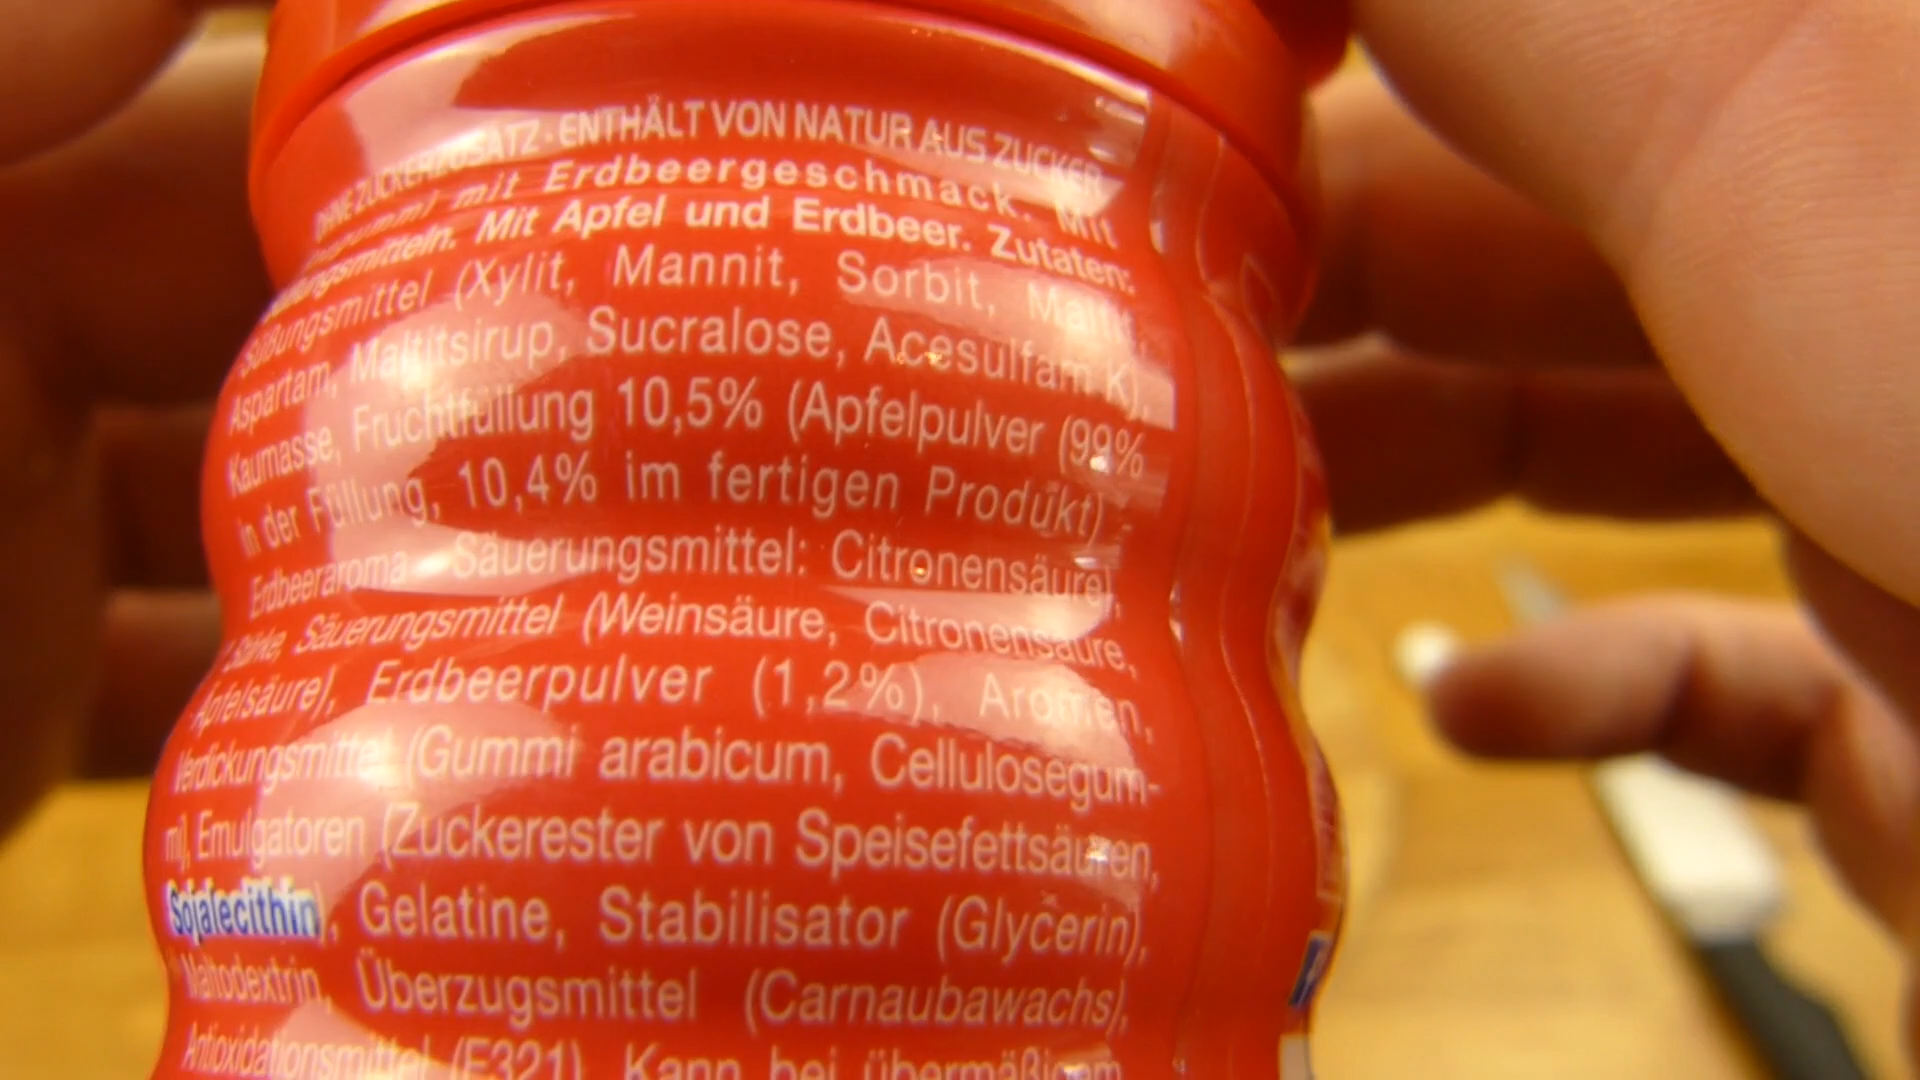 OHNE ZUCKERZUSATZ · ENTHÄLT VON NATUR AUS ZUCKER
mit Erdbeergeschmack. Mit
Süßungsmitteln. Mit Apfel und Erdbeer. Zutaten:
Süßungsmittel (Xylit, Mannit, Sorbit, Maltit,
Aspartam, Maltitsirup, Sucralose, Acesulfam K),
Kaumasse, Fruchtfüllung 10,5% (Apfelpulver (99%
in der Füllung, 10,4% im fertigen Produkt),
Erdbeeraroma, Säuerungsmittel: Citronensäure),
Stärke, Säuerungsmittel (Weinsäure, Citronensäure,
Äpfelsäure), Erdbeerpulver (1,2%), Aromen,
Verdickungsmittel (Gummi arabicum, Cellulosegum-
mi), Emulgatoren (Zuckerester von Speisefettsäuren,
Sojalecithin), Gelatine, Stabilisator (Glycerin),
Maltodextrin, Überzugsmittel (Carnaubawachs),
Antioxidationsmittel (E321). Kann bei übermäßigem